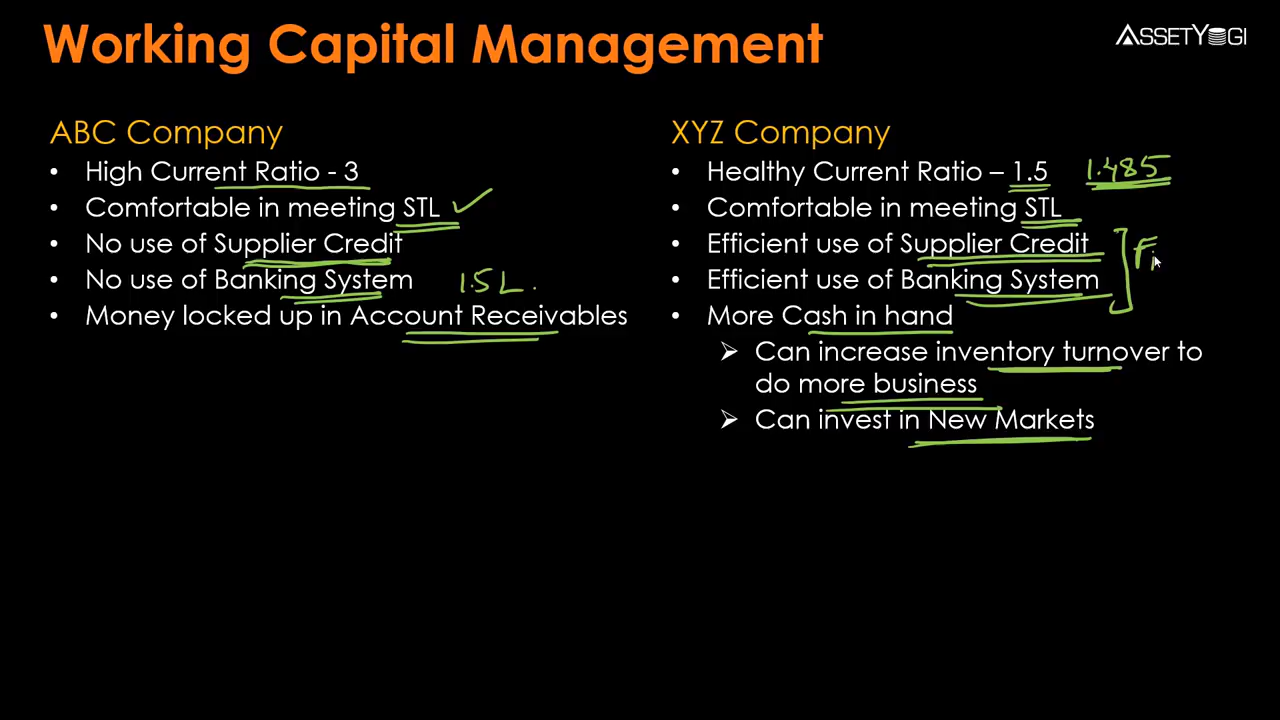 Working Capital Management
ASSETYOGI
ABC Company
• High Current Ratio - 3
• Comfortable in meeting STL ✓
• No use of Supplier Credit
• No use of Banking System 1.5 L.
• Money locked up in Account Receivables
XYZ Company
• Healthy Current Ratio – 1.5 1.485
• Comfortable in meeting STL
• Efficient use of Supplier Credit
• Efficient use of Banking System ] Fi
• More Cash in hand
➢ Can increase inventory turnover to
do more business
➢ Can invest in New Markets